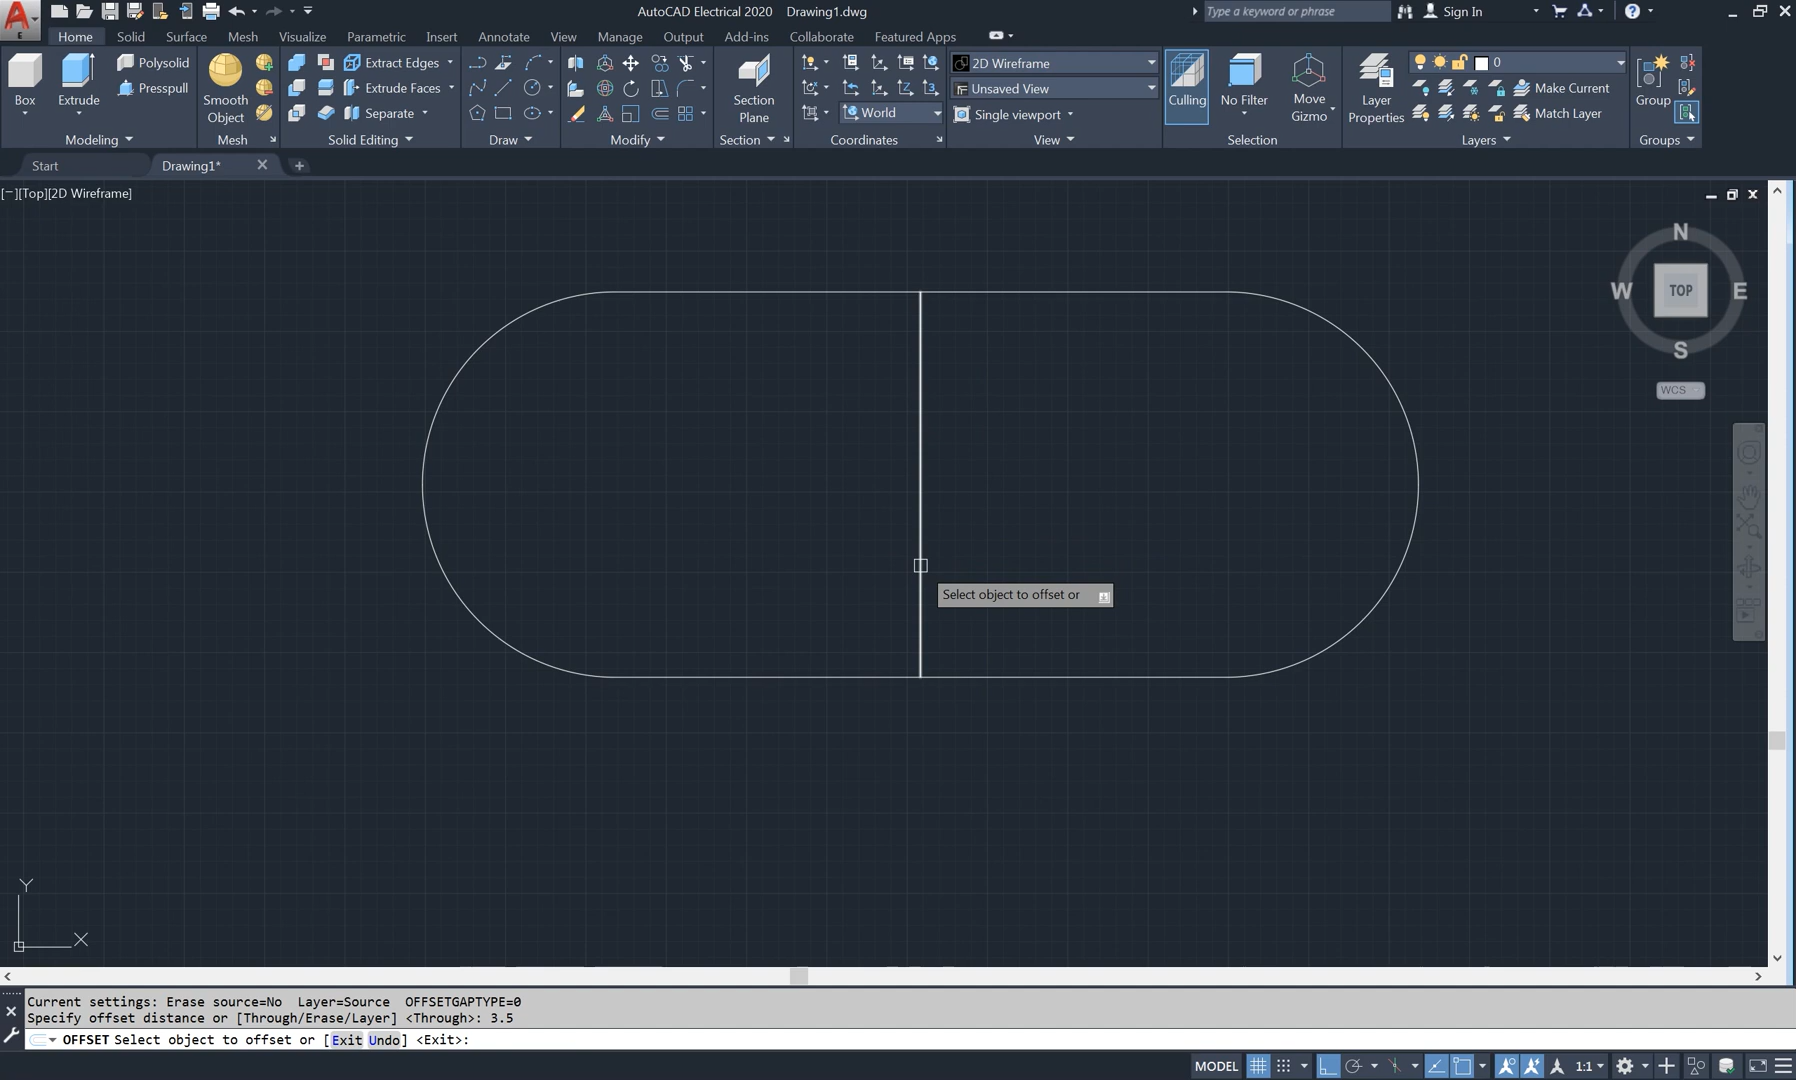 AutoCAD Electrical 2020 Drawing1.dwg
Type a keyword or phrase
Sign In
Home Solid Surface Mesh Visualize Parametric Insert Annotate View Manage Output Add-ins Collaborate Featured Apps
Box
Extrude
Polysolid
Presspull
Modeling
Smooth
Object
Mesh
Extract Edges
Extrude Faces
Separate
Solid Editing
Draw
Modify
Section
Plane
Section
World
Coordinates
2D Wireframe
Unsaved View
Single viewport
View
Culling
No Filter
Move
Gizmo
Selection
Layer
Properties
0
Make Current
Match Layer
Layers
Group
Groups
Start
Drawing1*
[−][Top][2D Wireframe]
N
W TOP E
S
WCS
Select object to offset or
Y
X
Current settings: Erase source=No Layer=Source OFFSETGAPTYPE=0
Specify offset distance or [Through/Erase/Layer] <Through>: 3.5
OFFSET Select object to offset or [Exit Undo] <Exit>:
MODEL
1:1